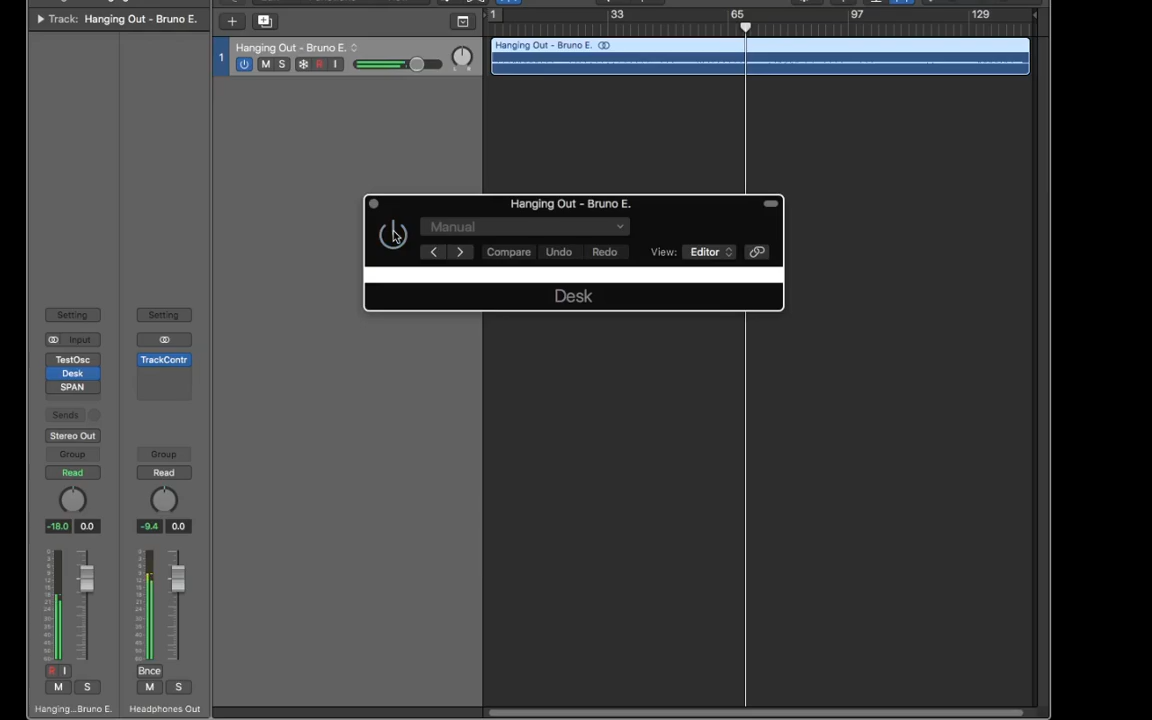 Track: Hanging Out - Bruno E.
1 33 65 97 129
1 Hanging Out - Bruno E.
M S R I
L R
Hanging Out - Bruno E.
Hanging Out - Bruno E.
Manual
Compare Undo Redo View: Editor
Desk
Setting Setting
Input
TestOsc TrackContr
Desk
SPAN
Sends
Stereo Out
Group Group
Read Read
-18.0 0.0 -9.4 0.0
R I Bnce
M S M S
Hanging...Bruno E. Headphones Out